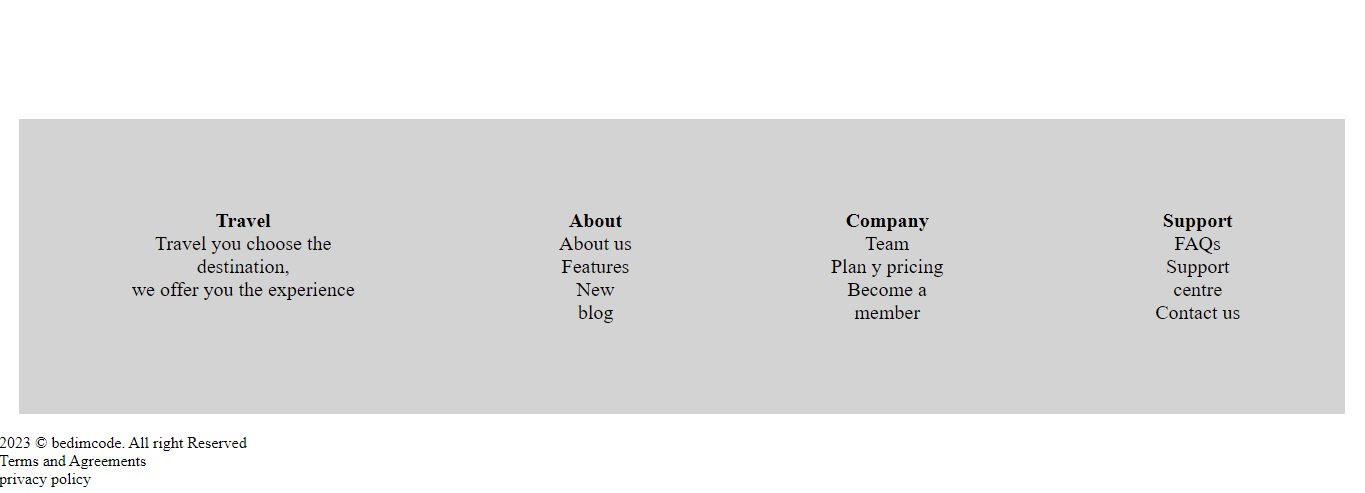 Travel
Travel you choose the
destination,
we offer you the experience
About
About us
Features
New
blog
Company
Team
Plan y pricing
Become a
member
Support
FAQs
Support
centre
Contact us
2023 © bedimcode. All right Reserved
Terms and Agreements
privacy policy